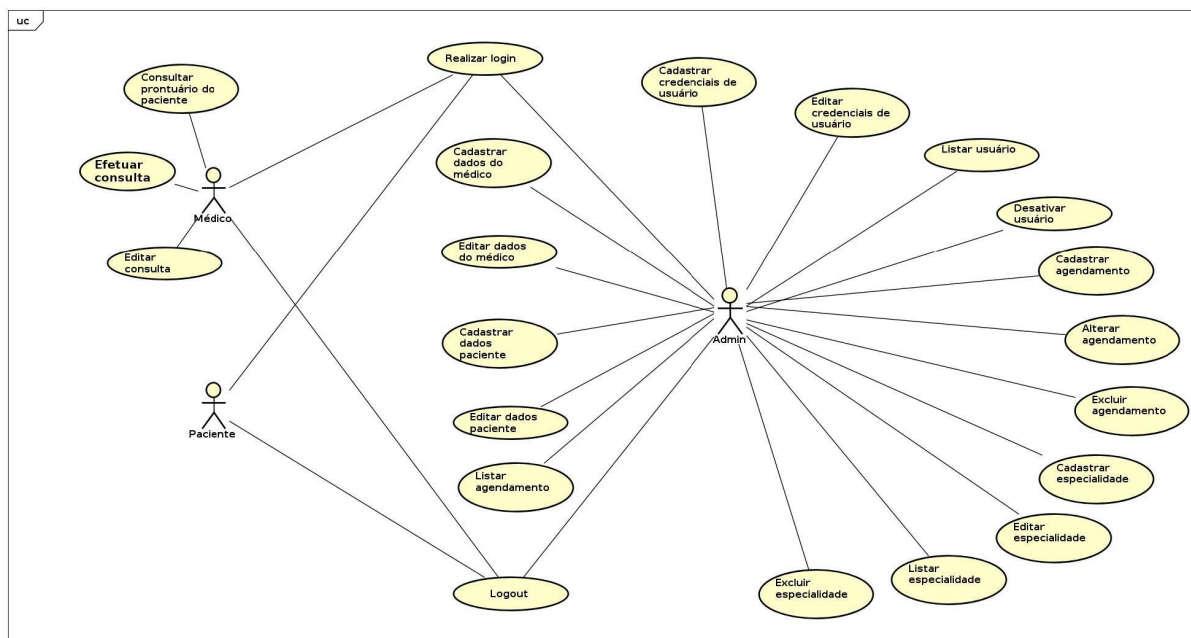 uc
Realizar login
Consultar
prontuário do
paciente
Cadastrar
credenciais de
usuário
Editar
credenciais de
usuário
Efetuar
consulta
Cadastrar
dados do
médico
Listar usuário
Médico
Desativar
usuário
Editar
consulta
Editar dados
do médico
Cadastrar
agendamento
Cadastrar
dados
paciente
Admin
Alterar
agendamento
Paciente
Editar dados
paciente
Excluir
agendamento
Listar
agendamento
Cadastrar
especialidade
Editar
especialidade
Logout
Excluir
especialidade
Listar
especialidade